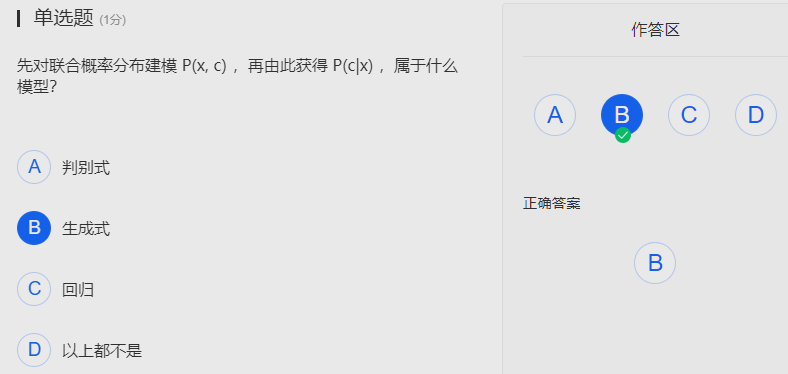 单选题 (1分)
先对联合概率分布建模 P(x, c) ，再由此获得 P(c|x) ，属于什么
模型?
A 判别式
B 生成式
C 回归
D 以上都不是
作答区
A B C D
正确答案
B